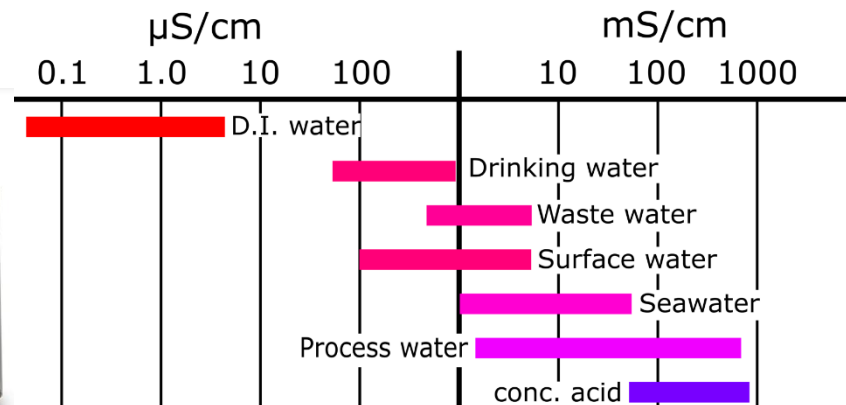 µS/cm mS/cm
0.1 1.0 10 100 10 100 1000
D.I. water
Drinking water
Waste water
Surface water
Seawater
Process water
conc. acid